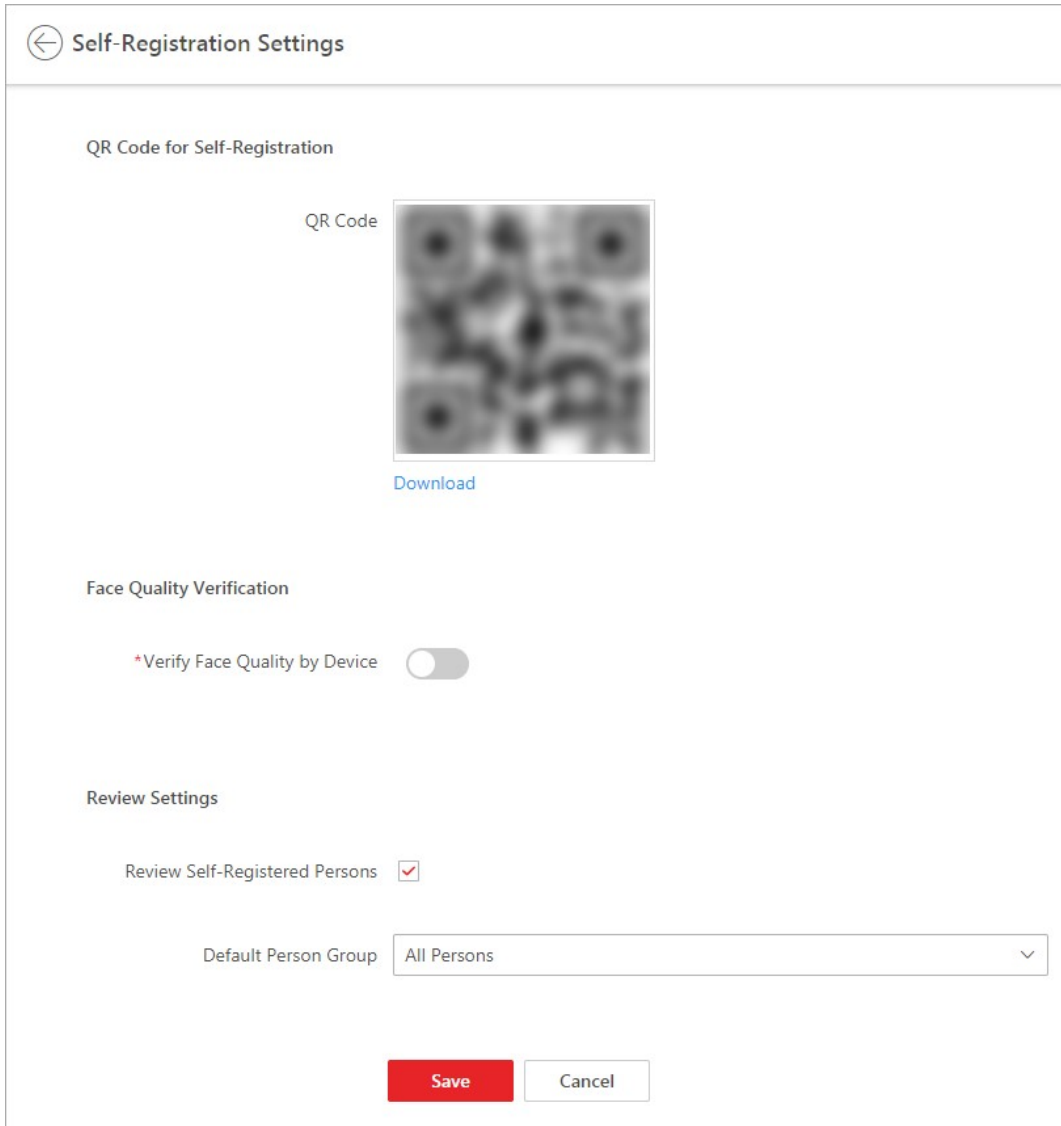 Self-Registration Settings
QR Code for Self-Registration
QR Code
Download
Face Quality Verification
*Verify Face Quality by Device
Review Settings
Review Self-Registered Persons
Default Person Group All Persons
Save Cancel